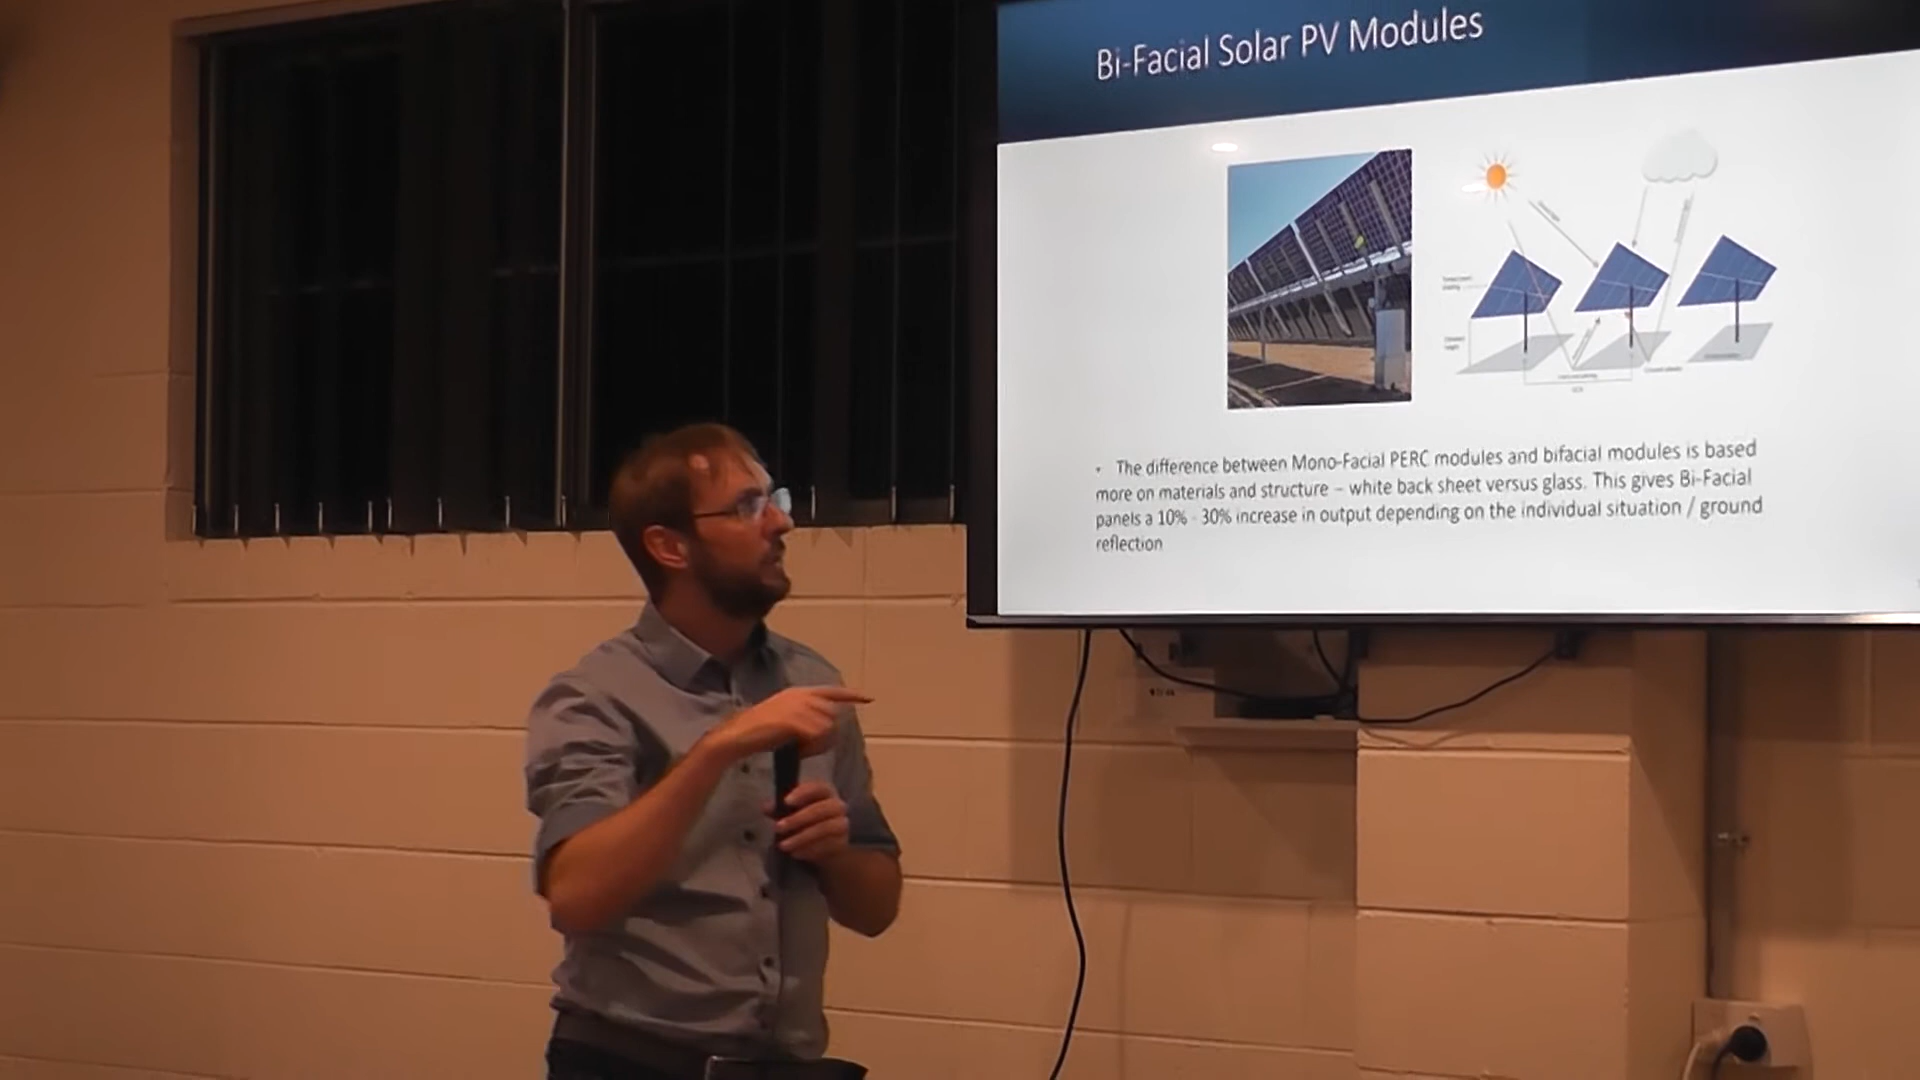 Bi-Facial Solar PV Modules
• The difference between Mono-Facial PERC modules and bifacial modules is based
more on materials and structure – white back sheet versus glass. This gives Bi-Facial
panels a 10% - 30% increase in output depending on the individual situation / ground
reflection